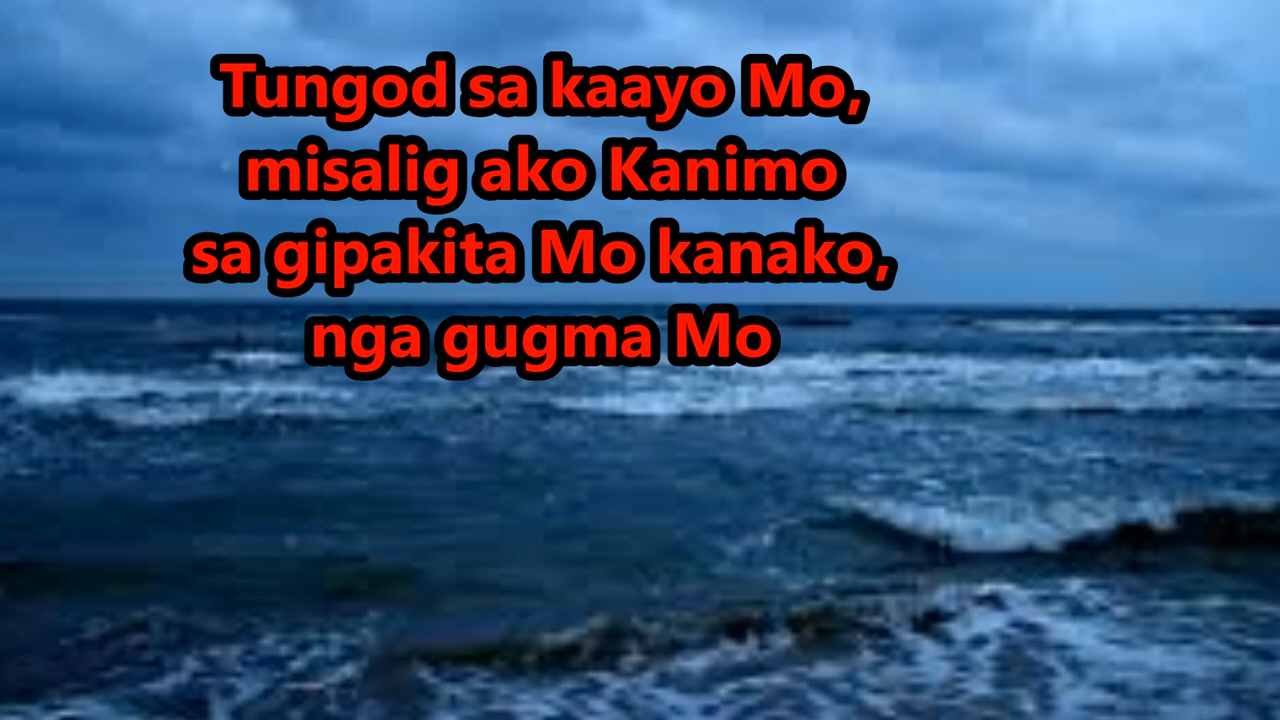 Tungod sa kaayo Mo,
misalig ako Kanimo
sa gipakita Mo kanako,
nga gugma Mo